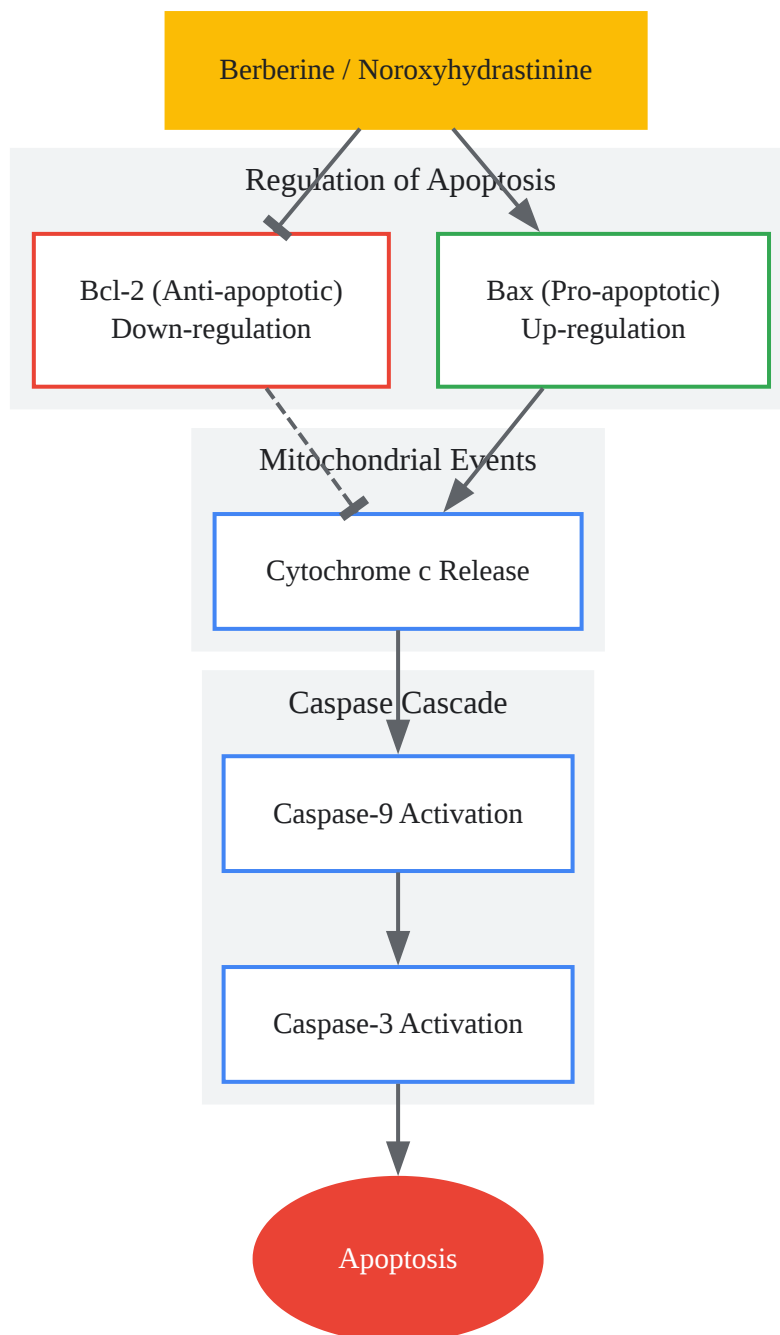 Berberine / Noroxyhydrastinine
Regulation of Apoptosis
Bcl-2 (Anti-apoptotic)
Down-regulation
Bax (Pro-apoptotic)
Up-regulation
Mitochondrial Events
Cytochrome c Release
Caspase Cascade
Caspase-9 Activation
Caspase-3 Activation
Apoptosis